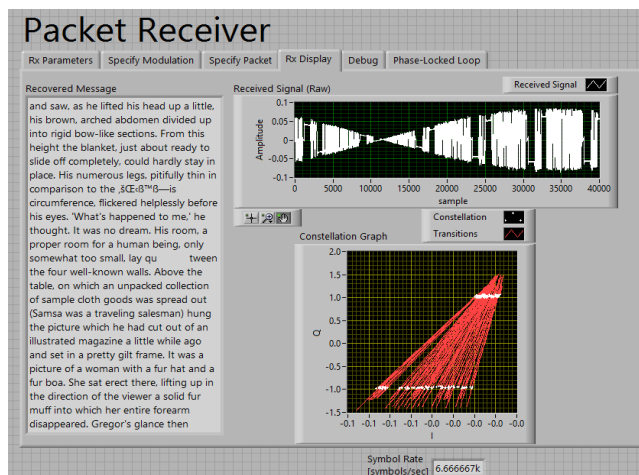 Packet Receiver
Rx Parameters
Specify Modulation
Specify Packet
Rx Display
Debug
Phase-Locked Loop
Recovered Message
and saw, as he lifted his head up a little,
his brown, arched abdomen divided up
into rigid bow-like sections. From this
height the blanket, just about ready to
slide off completely, could hardly stay in
place. His numerous legs, pitifully thin in
comparison to the ‚šŒ‹ß™ß—is
circumference, flickered helplessly before
his eyes. 'What's happened to me,' he
thought. It was no dream. His room, a
proper room for a human being, only
somewhat too small, lay qu tween
the four well-known walls. Above the
table, on which an unpacked collection
of sample cloth goods was spread out
(Samsa was a traveling salesman) hung
the picture which he had cut out of an
illustrated magazine a little while ago
and set in a pretty gilt frame. It was a
picture of a woman with a fur hat and a
fur boa. She sat erect there, lifting up in
the direction of the viewer a solid fur
muff into which her entire forearm
disappeared. Gregor's glance then
Received Signal (Raw)
Received Signal
Amplitude
0.1
0.05
0
-0.05
-0.1
0 5000 10000 15000 20000 25000 30000 35000 40000
sample
Constellation
Transitions
Constellation Graph
Q
2.0
1.5
1.0
0.5
0.0
-0.5
-1.0
-1.5
-0.1 -0.1 -0.1 -0.1 -0.0 -0.0 -0.0 -0.0 -0.0
I
Symbol Rate
[symbols/sec] 6.666667k